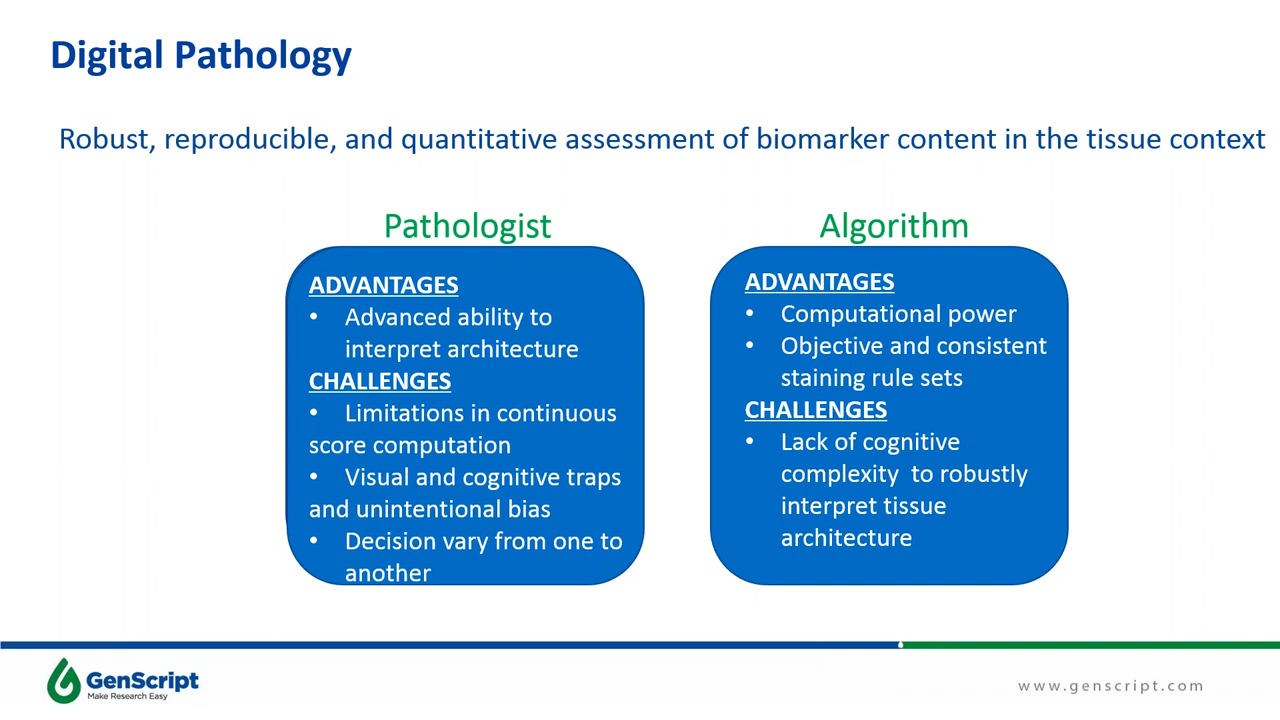 Digital Pathology
Robust, reproducible, and quantitative assessment of biomarker content in the tissue context
Pathologist
ADVANTAGES
• Advanced ability to
interpret architecture
CHALLENGES
• Limitations in continuous
score computation
• Visual and cognitive traps
and unintentional bias
• Decision vary from one to
another
Algorithm
ADVANTAGES
• Computational power
• Objective and consistent
staining rule sets
CHALLENGES
• Lack of cognitive
complexity  to robustly
interpret tissue
architecture
GenScript
Make Research Easy
www.genscript.com